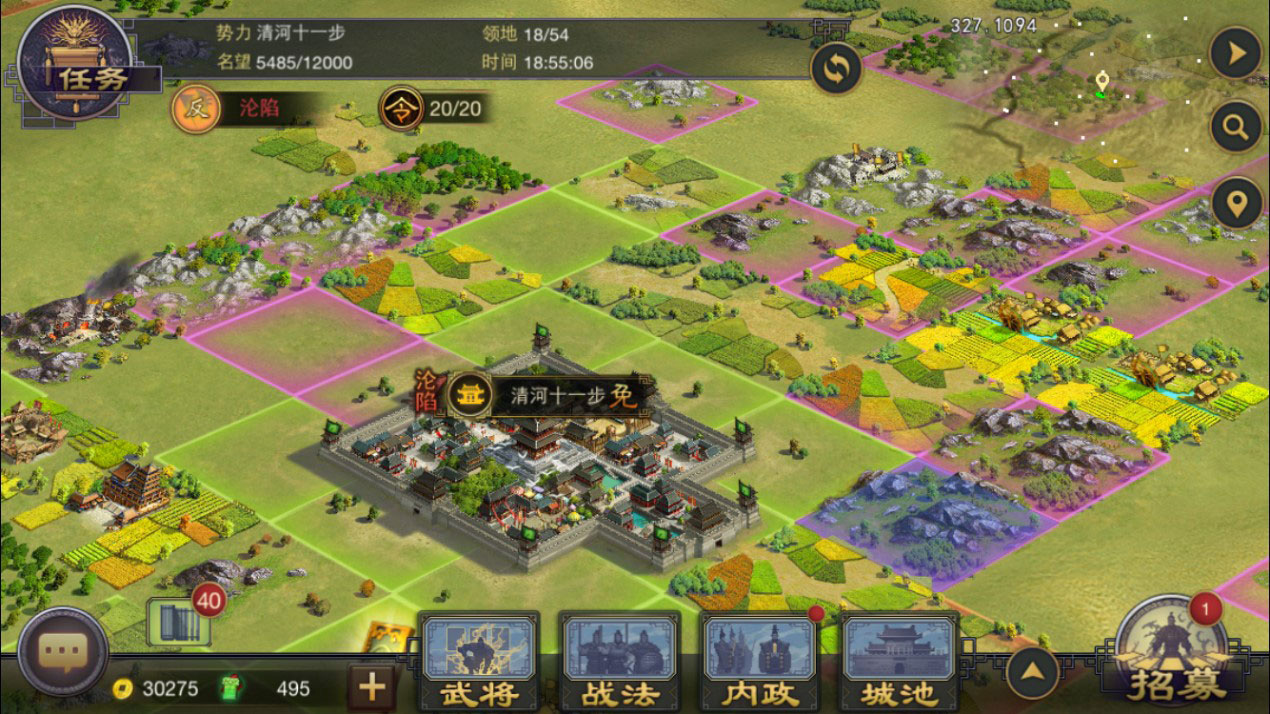 势力 清河十一步 领地 18/54
名望 5485/12000 时间 18:55:06
327,1094
任务
反 沦陷 令 20/20
沦陷 清河十一步 免
40
1
30275 495
武将 战法 内政 城池 招募